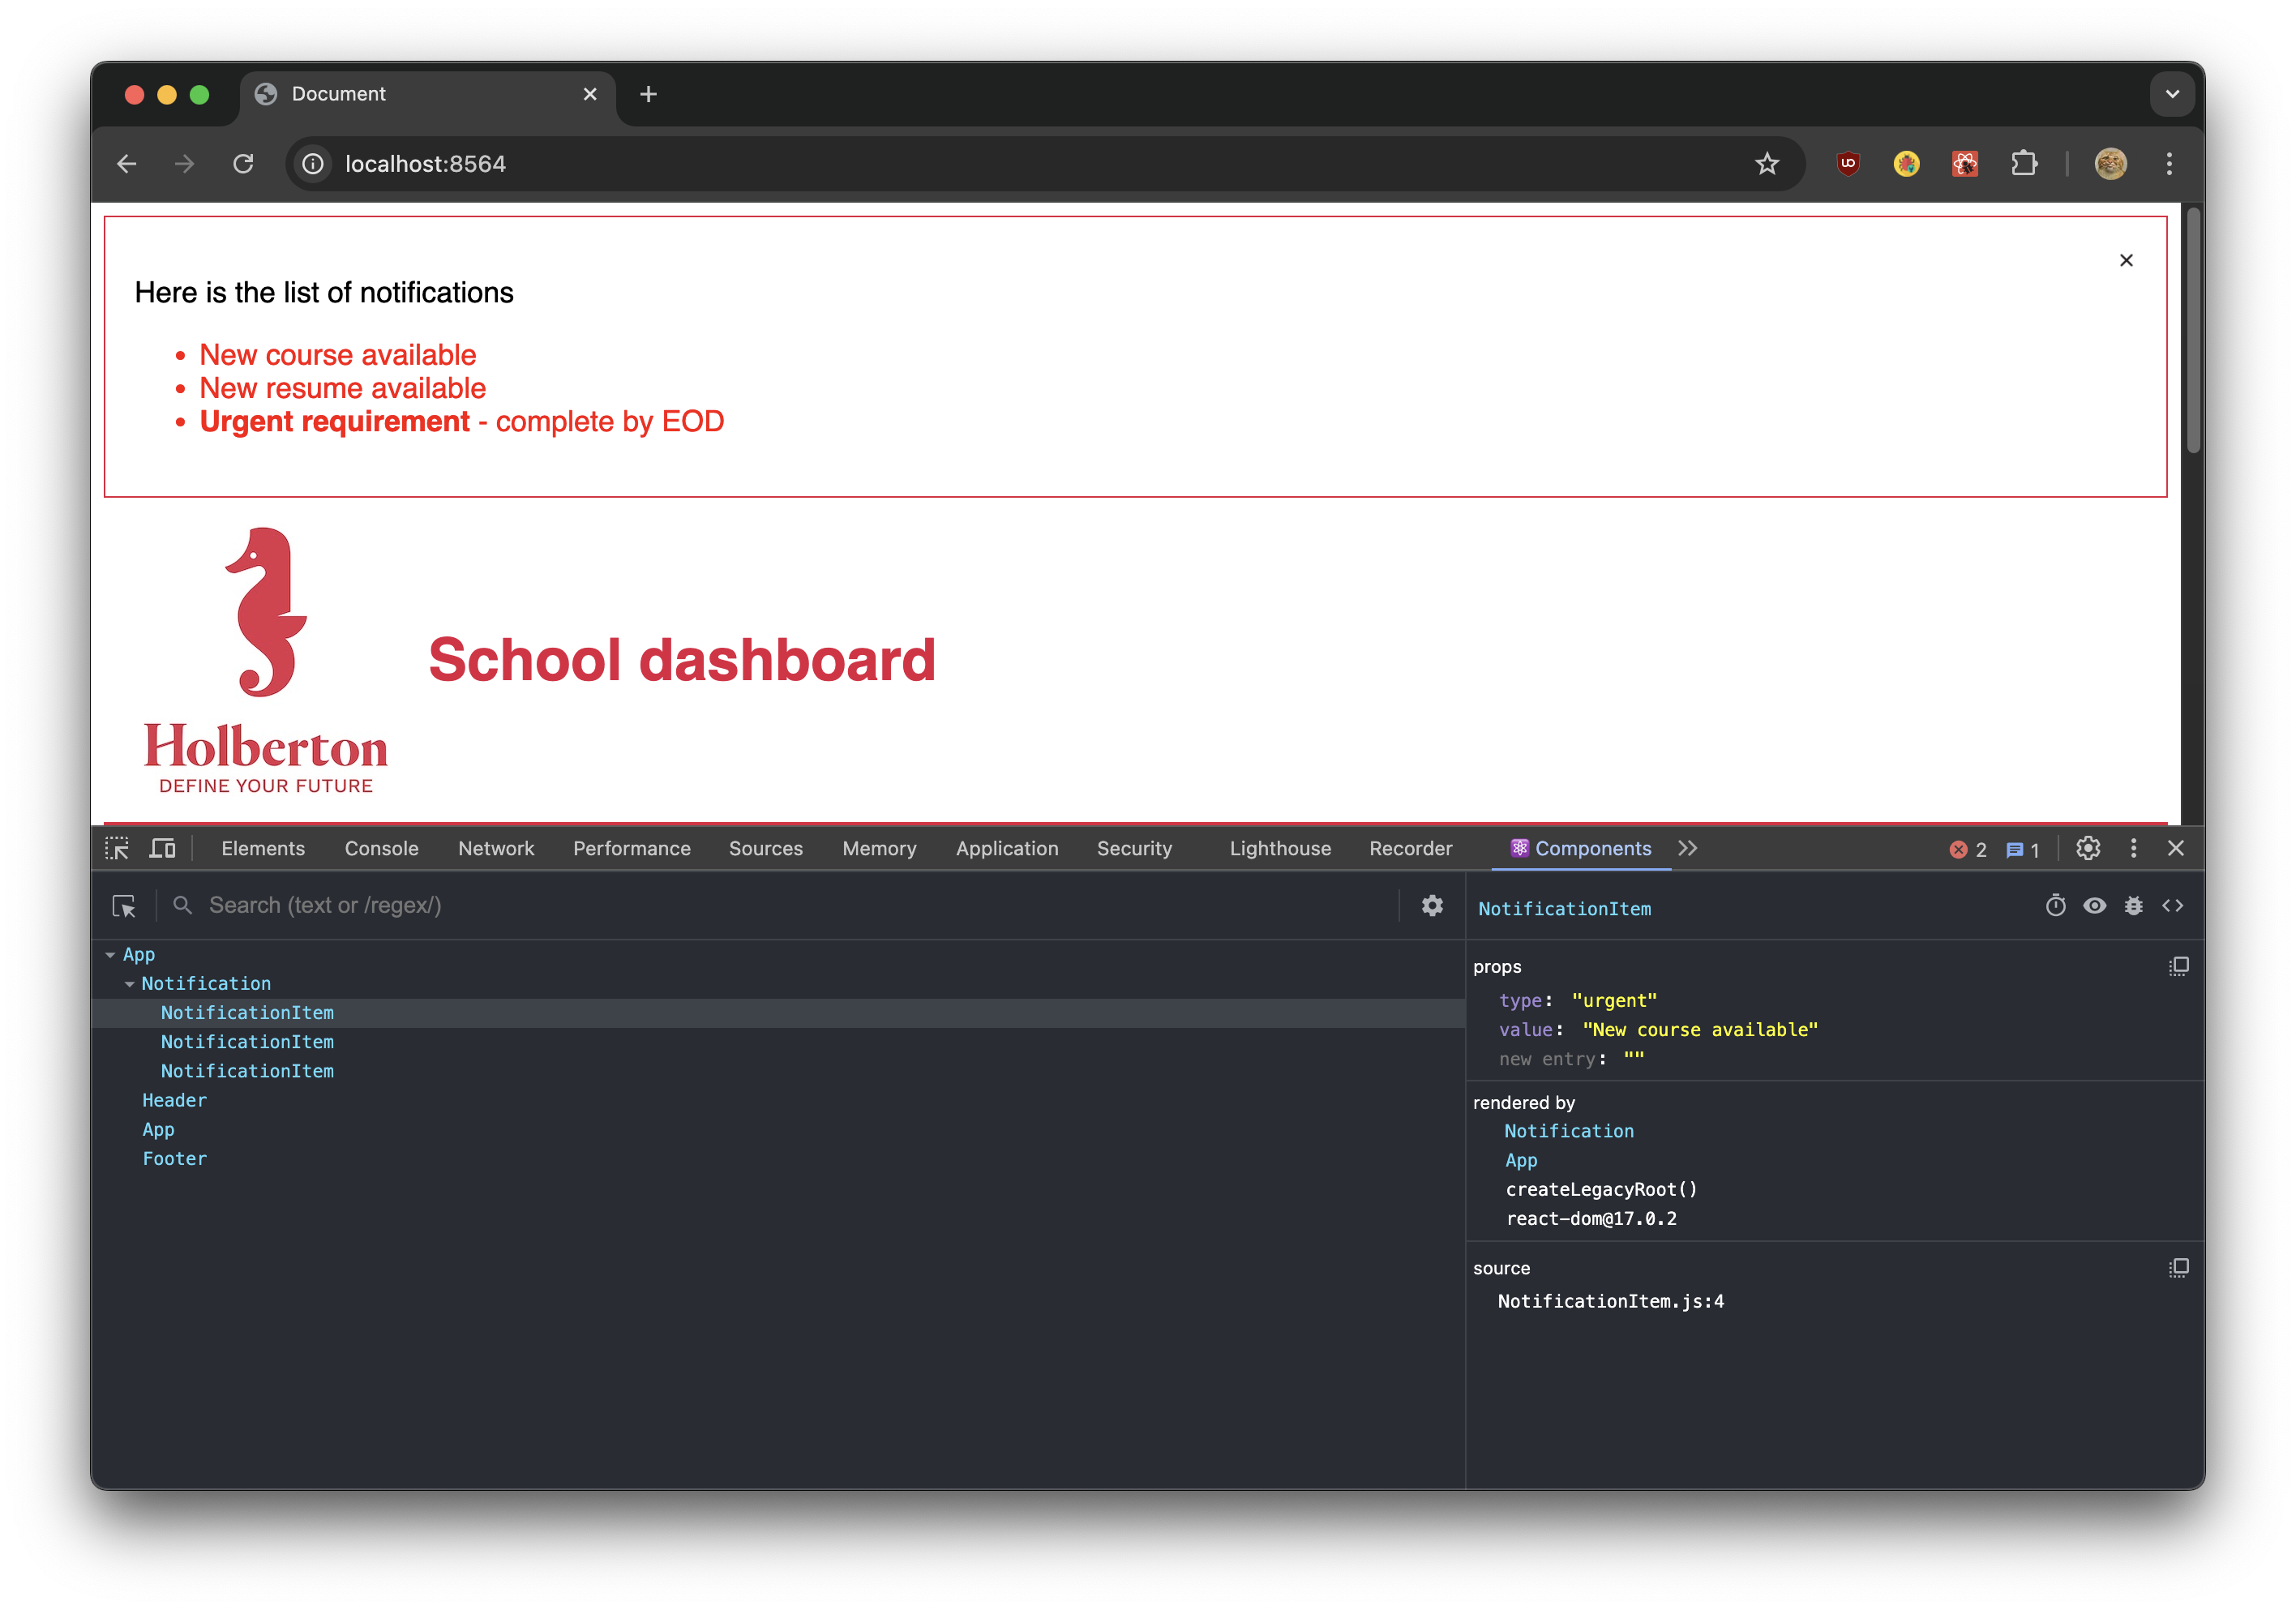 Document
localhost:8564
Here is the list of notifications
New course available
New resume available
Urgent requirement - complete by EOD
School dashboard
Holberton
DEFINE YOUR FUTURE
Elements Console Network Performance Sources Memory Application Security Lighthouse Recorder Components 2 1
Search (text or /regex/)
App
Notification
NotificationItem
NotificationItem
NotificationItem
Header
App
Footer
NotificationItem
props
type: "urgent"
value: "New course available"
new entry: ""
rendered by
Notification
App
createLegacyRoot()
react-dom@17.0.2
source
NotificationItem.js:4